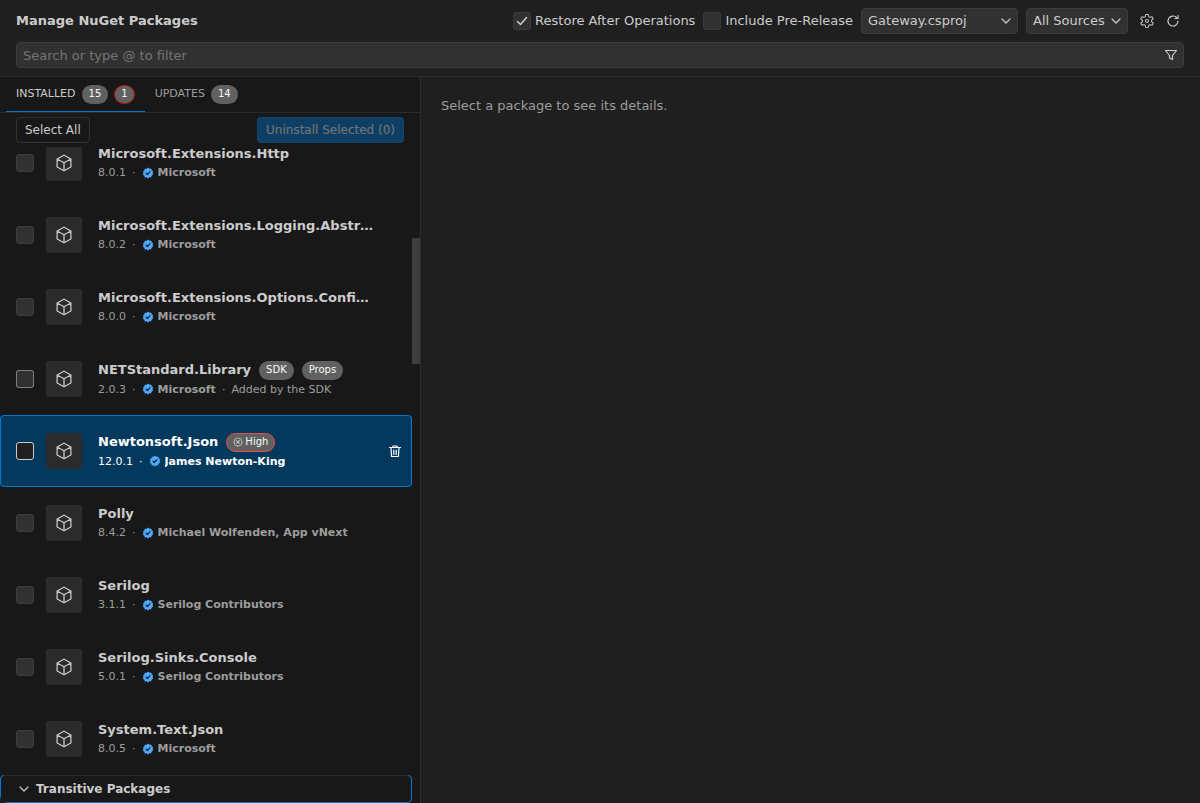 Manage NuGet Packages
Restore After Operations
Include Pre-Release
Gateway.csproj
All Sources
Search or type @ to filter
INSTALLED 15 1 UPDATES 14
Select All
Uninstall Selected (0)
Select a package to see its details.
Microsoft.Extensions.Http
8.0.1 · Microsoft
Microsoft.Extensions.Logging.Abstr…
8.0.2 · Microsoft
Microsoft.Extensions.Options.Confi…
8.0.0 · Microsoft
NETStandard.Library SDK Props
2.0.3 · Microsoft · Added by the SDK
Newtonsoft.Json High
12.0.1 · James Newton-King
Polly
8.4.2 · Michael Wolfenden, App vNext
Serilog
3.1.1 · Serilog Contributors
Serilog.Sinks.Console
5.0.1 · Serilog Contributors
System.Text.Json
8.0.5 · Microsoft
Transitive Packages